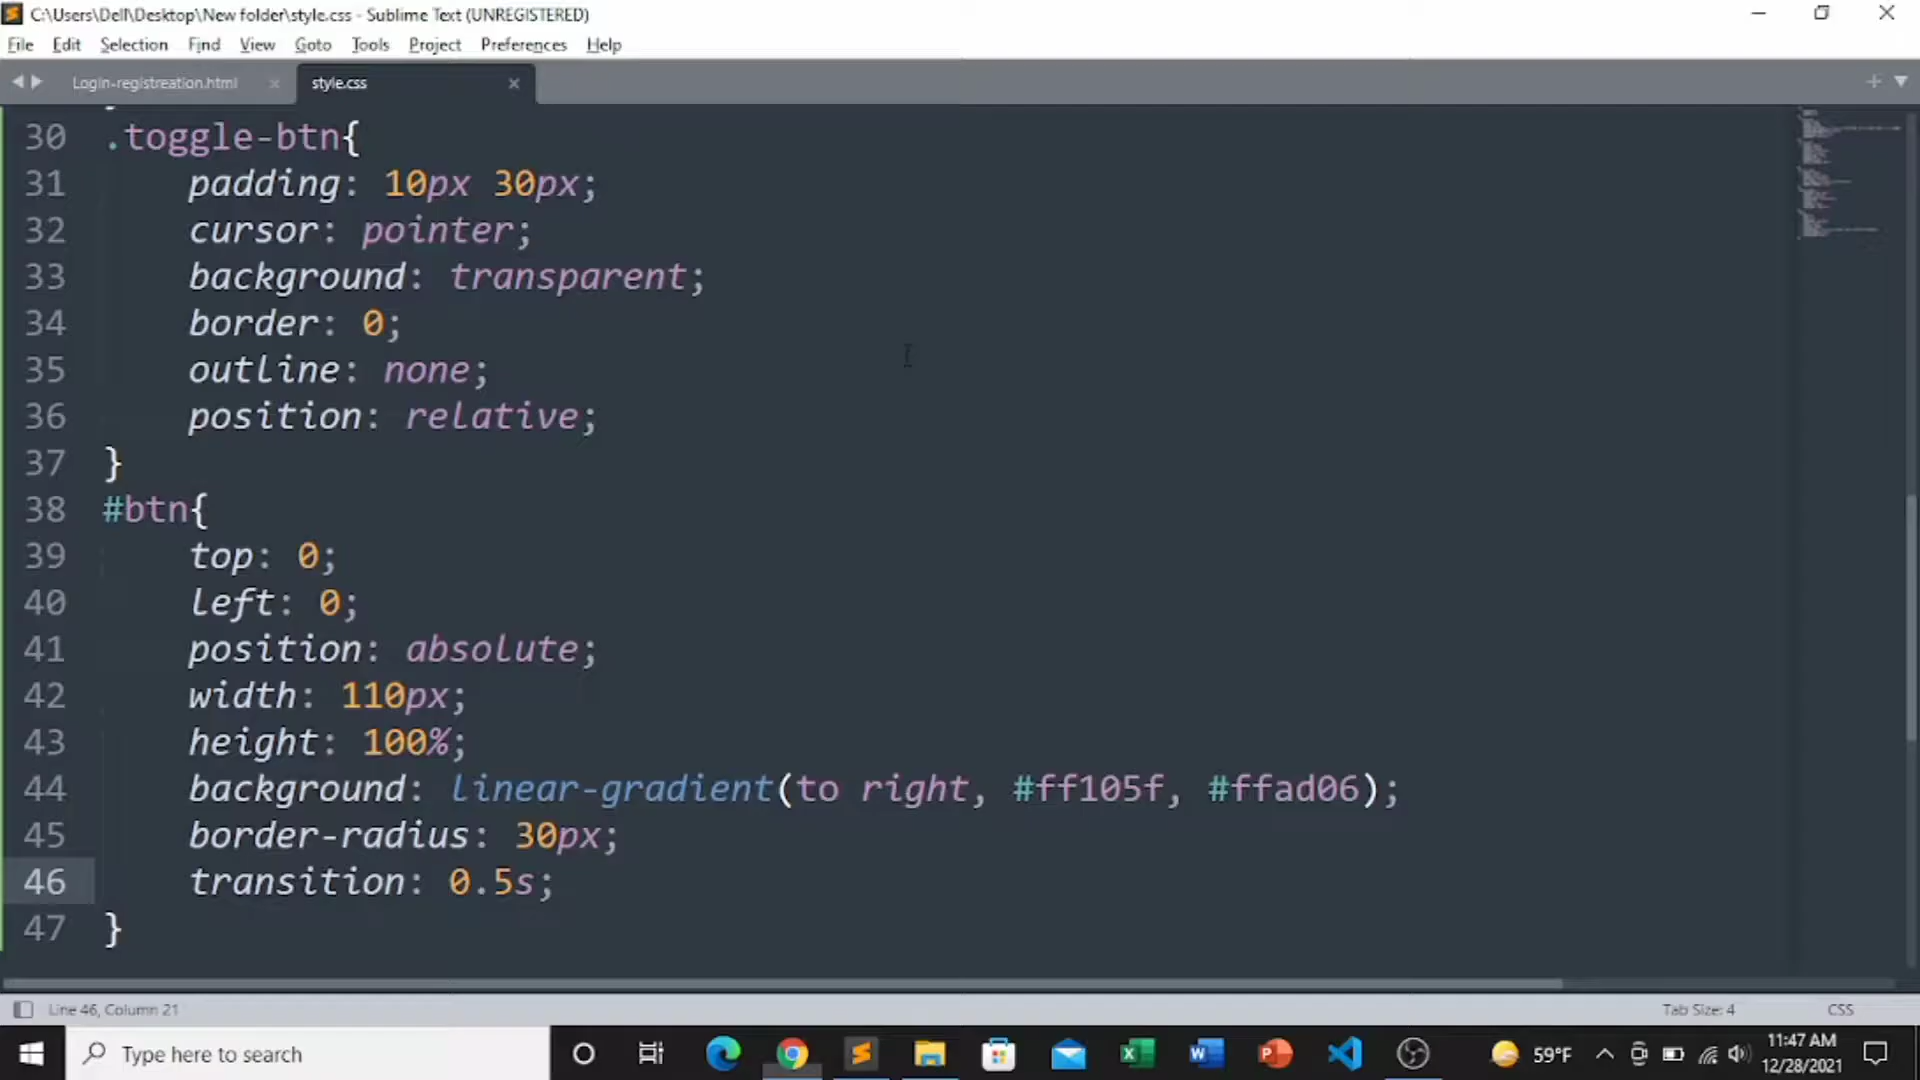 C:\Users\Dell\Desktop\New folder\style.css - Sublime Text (UNREGISTERED)
File Edit Selection Find View Goto Tools Project Preferences Help
Login-registreation.html style.css
30 .toggle-btn{
31 padding: 10px 30px;
32 cursor: pointer;
33 background: transparent;
34 border: 0;
35 outline: none;
36 position: relative;
37 }
38 #btn{
39 top: 0;
40 left: 0;
41 position: absolute;
42 width: 110px;
43 height: 100%;
44 background: linear-gradient(to right, #ff105f, #ffad06);
45 border-radius: 30px;
46 transition: 0.5s;
47 }
Line 46, Column 21 Tab Size: 4 CSS
Type here to search 59°F 11:47 AM
12/28/2021